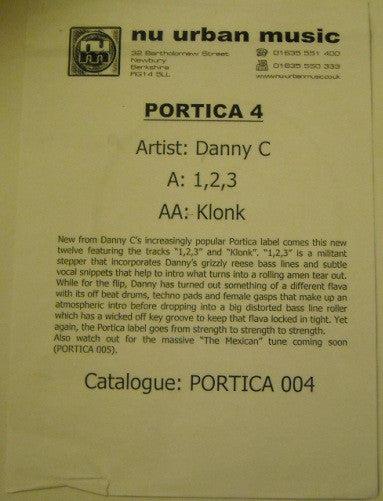 nu urban music
32 Bartholomew Street
Newbury
Berkshire
RG14 5LL
01635 551 400
01635 550 333
www.nuurbanmusic.co.uk
PORTICA 4
Artist: Danny C
A: 1,2,3
AA: Klonk
New from Danny C's increasingly popular Portica label comes this new
twelve featuring the tracks "1,2,3" and "Klonk". "1,2,3" is a militant
stepper that incorporates Danny's grizzly reese bass lines and subtle
vocal snippets that help to intro what turns into a rolling amen tear out.
While for the flip, Danny has turned out something of a different flava
with its off beat drums, techno pads and female gasps that make up an
atmospheric intro before dropping into a big distorted bass line roller
which has a wicked off key groove to keep that flava locked in tight. Yet
again, the Portica label goes from strength to strength to strength.
Also watch out for the massive "The Mexican" tune coming soon
(PORTICA 005).
Catalogue: PORTICA 004